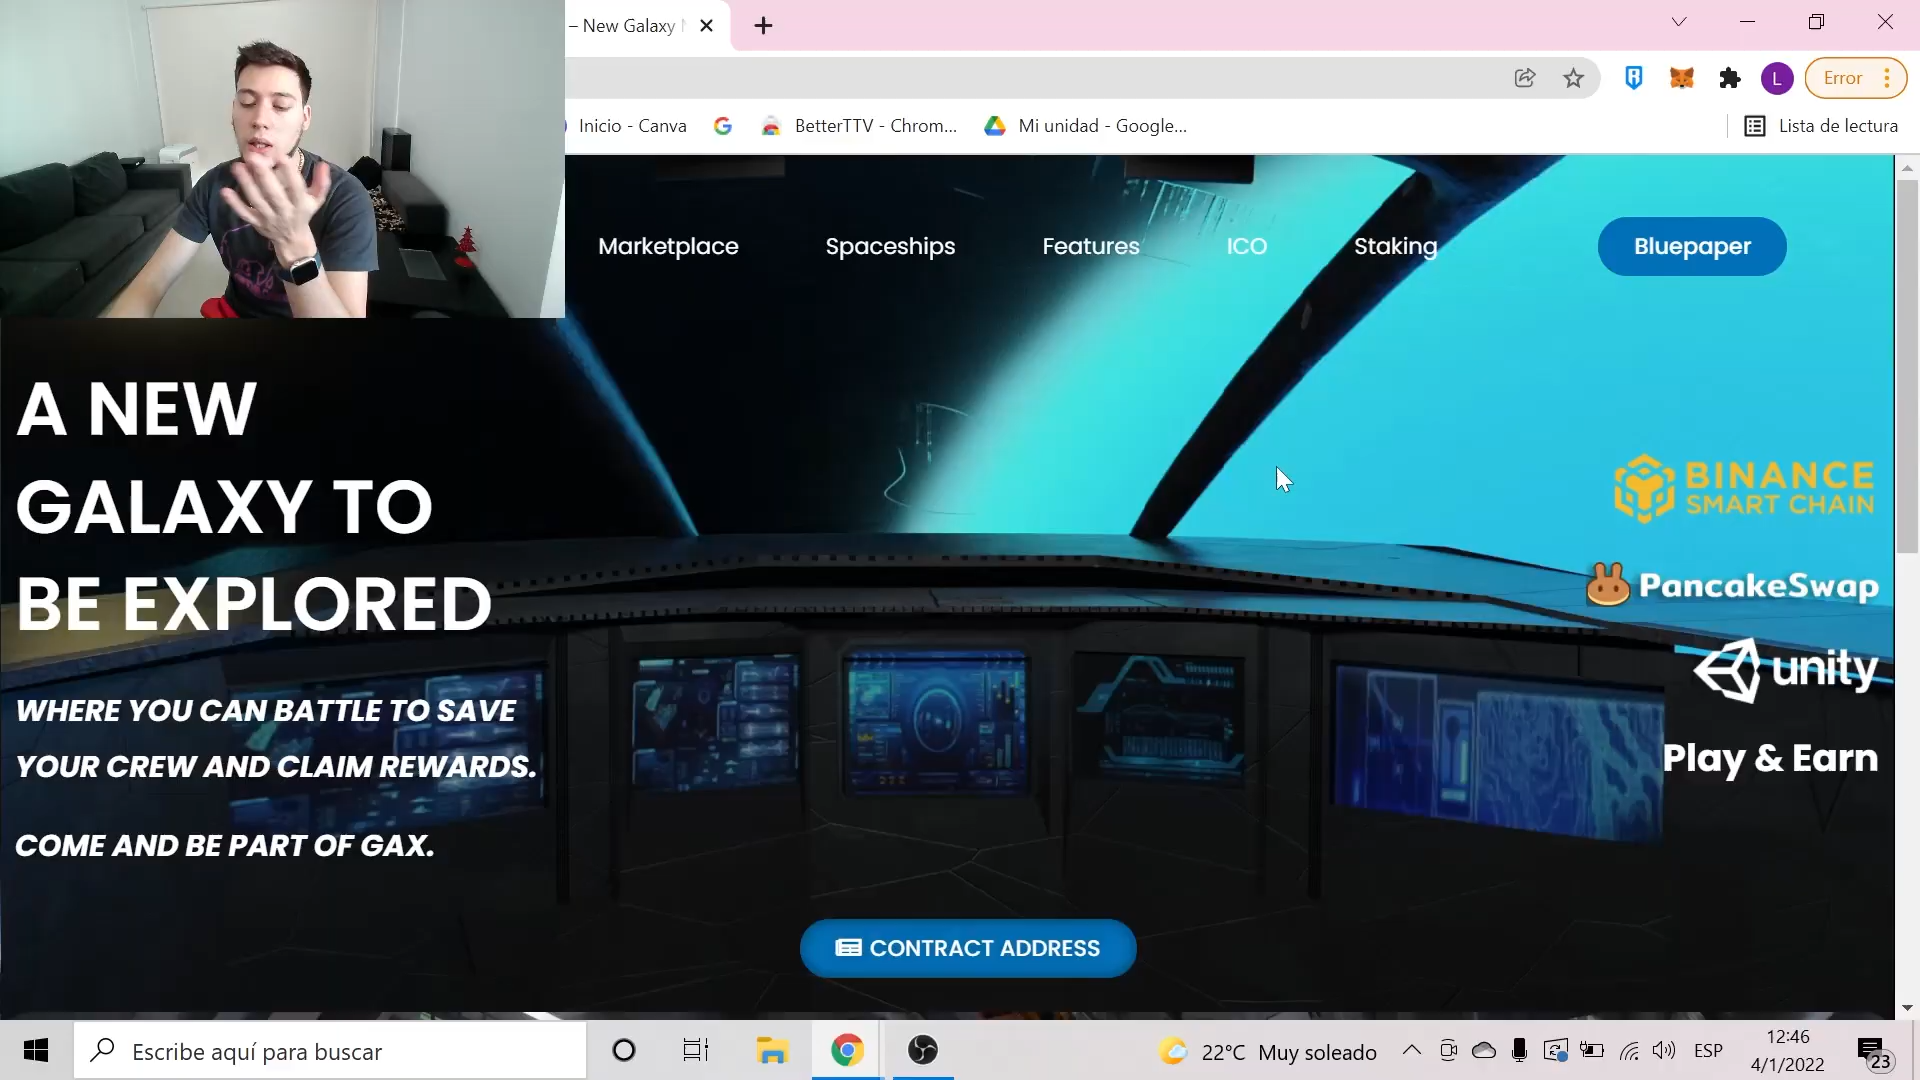 – New Galaxy
Error
Inicio - Canva
BetterTTV - Chrom...
Mi unidad - Google...
Lista de lectura
Marketplace
Spaceships
Features
ICO
Staking
Bluepaper
A NEW
GALAXY TO
BE EXPLORED
WHERE YOU CAN BATTLE TO SAVE
YOUR CREW AND CLAIM REWARDS.
COME AND BE PART OF GAX.
BINANCE
SMART CHAIN
PancakeSwap
unity
Play & Earn
CONTRACT ADDRESS
Escribe aquí para buscar
22°C Muy soleado
ESP
12:46
4/1/2022
23
L